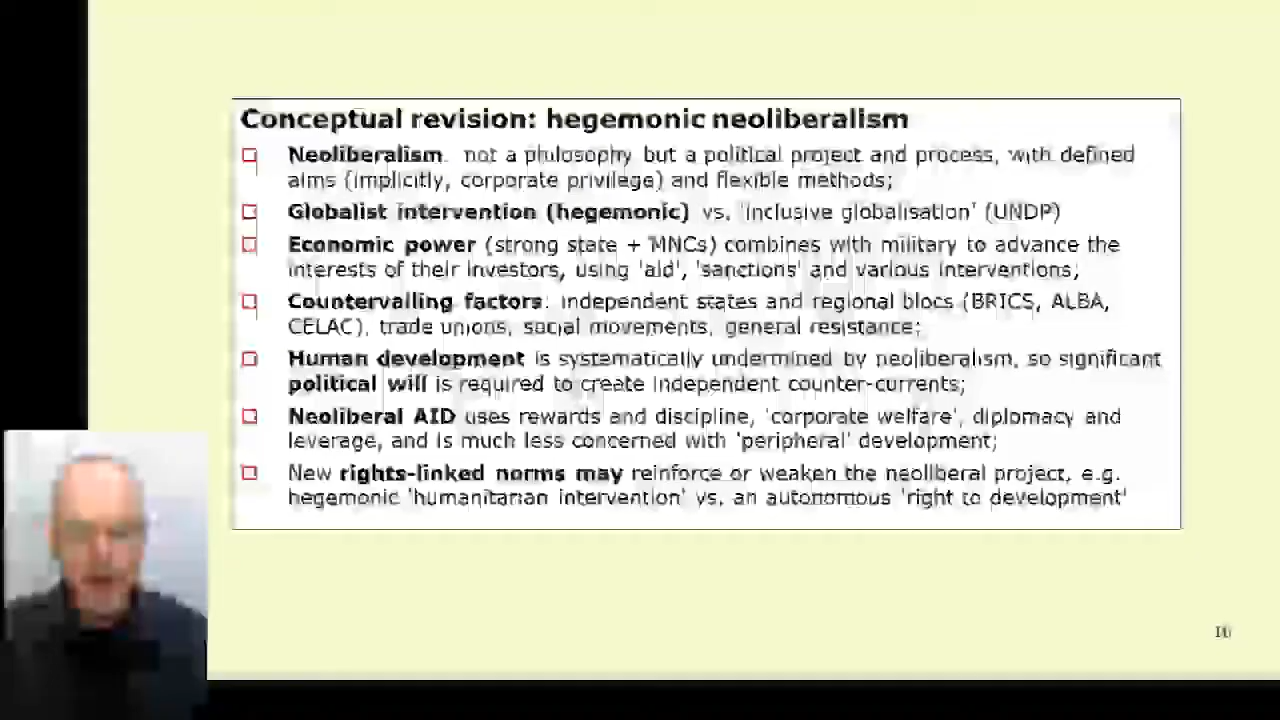 Conceptual revision: hegemonic neoliberalism
Neoliberalism: not a philosophy but a political project and process, with defined
aims (implicitly, corporate privilege) and flexible methods;
Globalist intervention (hegemonic) vs. 'inclusive globalisation' (UNDP)
Economic power (strong state + MNCs) combines with military to advance the
interests of their investors, using 'aid', 'sanctions' and various interventions;
Countervailing factors: independent states and regional blocs (BRICS, ALBA,
CELAC), trade unions, social movements, general resistance;
Human development is systematically undermined by neoliberalism, so significant
political will is required to create independent counter-currents;
Neoliberal AID uses rewards and discipline, 'corporate welfare', diplomacy and
leverage, and is much less concerned with 'peripheral' development;
New rights-linked norms may reinforce or weaken the neoliberal project, e.g.
hegemonic 'humanitarian intervention' vs. an autonomous 'right to development'